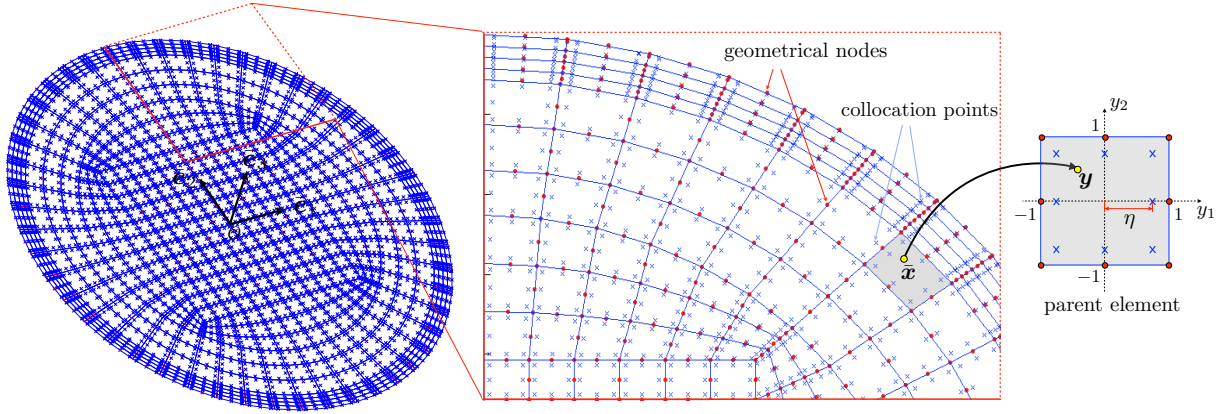 geometrical nodes
collocation points
e₃
e₂
e₁
O
x̄
y₂
1
y
−1
η
1
y₁
−1
parent element